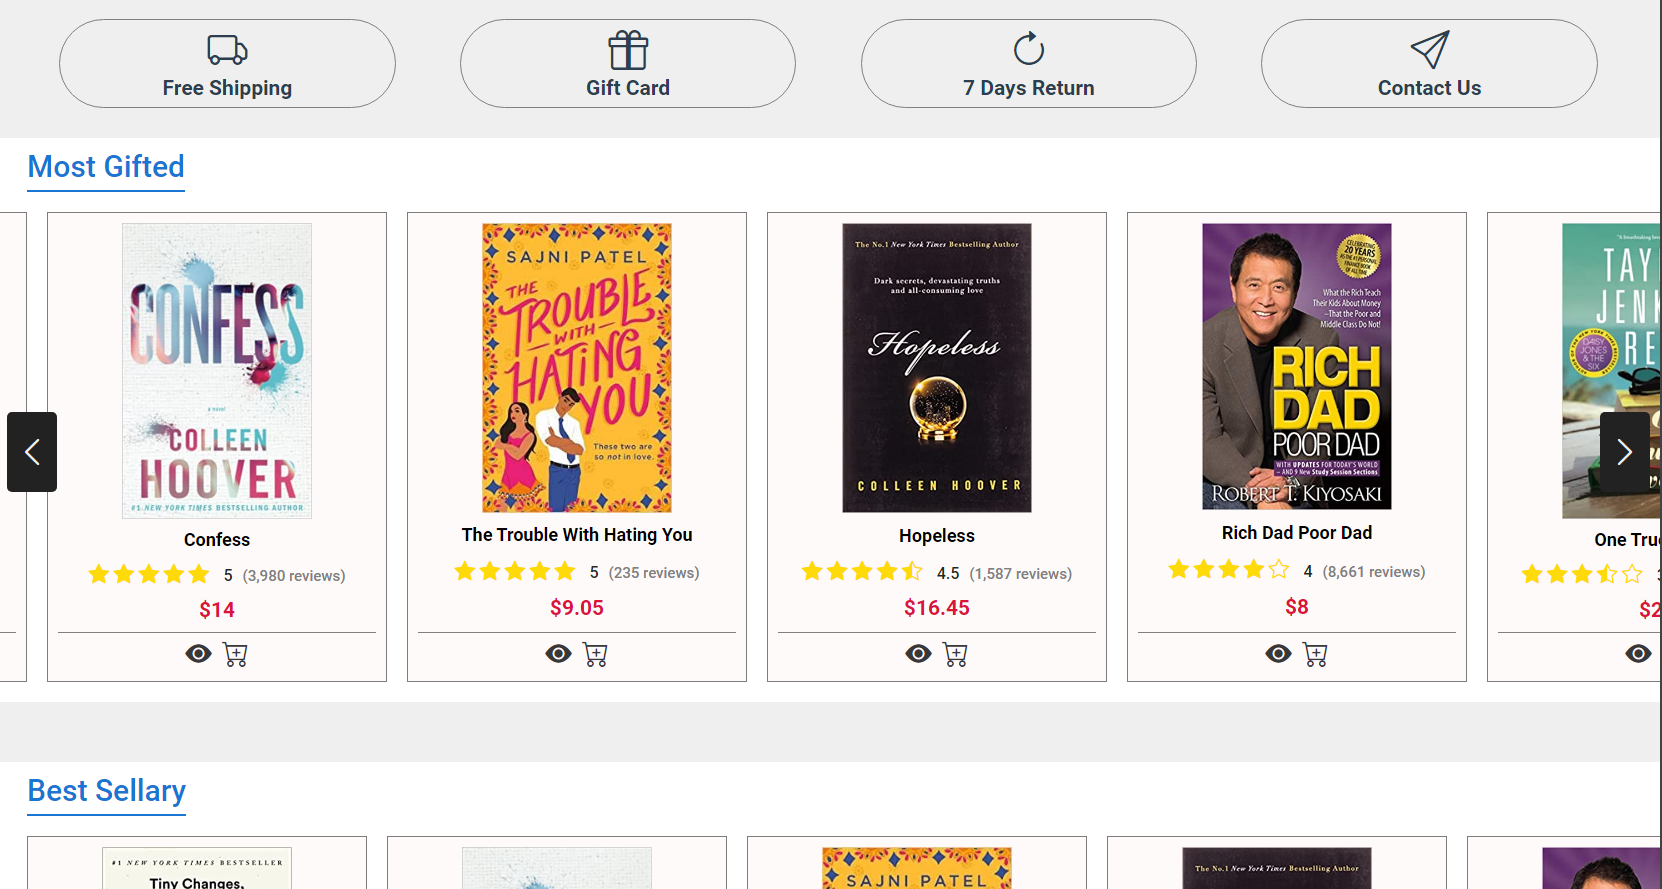 Free Shipping
Gift Card
7 Days Return
Contact Us
Most Gifted
CONFESS
a novel
COLLEEN
HOOVER
#1 NEW YORK TIMES BESTSELLING AUTHOR
Confess
5 (3,980 reviews)
$14
SAJNI PATEL
THE
TROUBLE
WITH
HATING
YOU
These two are
so not in love.
The Trouble With Hating You
5 (235 reviews)
$9.05
The No.1 New York Times Bestselling Author
Dark secrets, devastating truths
and all-consuming love
Hopeless
COLLEEN HOOVER
Hopeless
4.5 (1,587 reviews)
$16.45
CELEBRATING
20 YEARS
AS THE #1 PERSONAL
FINANCE BOOK
OF ALL TIME
What the Rich Teach
Their Kids About Money
–That the Poor and
Middle Class Do Not!
RICH
DAD
POOR DAD
WITH UPDATES FOR TODAY'S WORLD
– AND 9 New Study Session Sections
ROBERT T. KIYOSAKI
Rich Dad Poor Dad
4 (8,661 reviews)
$8
TAY
JEN
RE
DAISY
JONES
& THE
SIX
One Tru
$2
Best Sellary
#1 NEW YORK TIMES BESTSELLER
Tiny Changes,
SAJNI PATEL
The No.1 New York Times Bestselling Author